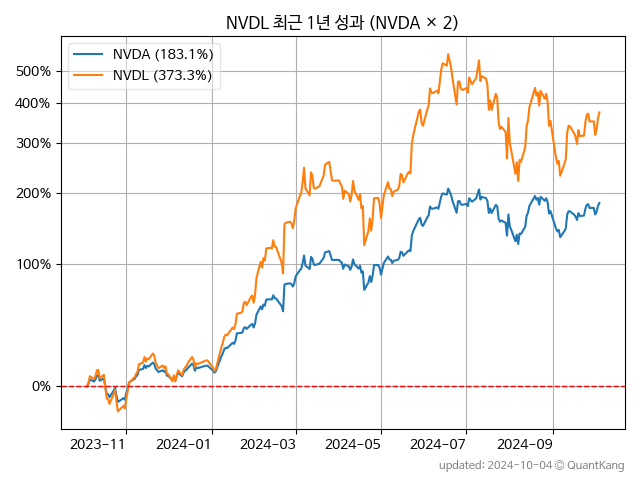 NVDL 최근 1년 성과 (NVDA × 2)
NVDA (183.1%)
NVDL (373.3%)
500%
400%
300%
200%
100%
0%
2023-11 2024-01 2024-03 2024-05 2024-07 2024-09
updated: 2024-10-04 © QuantKang